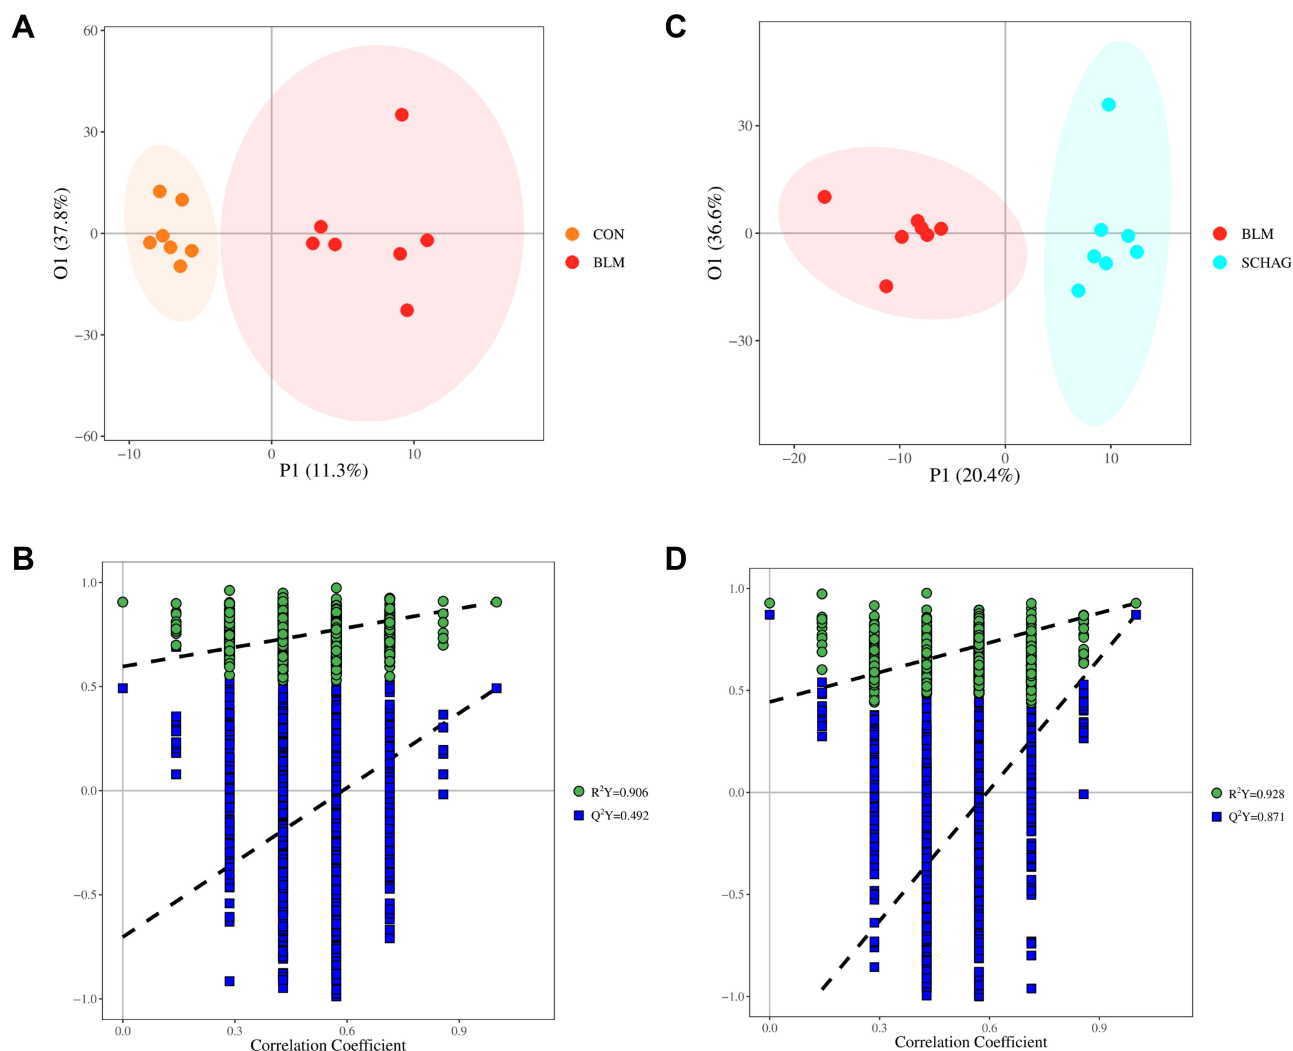 A
60
30
0
−30
−60
O1 (37.8%)
−10
0
10
P1 (11.3%)
CON
BLM
C
30
0
−30
O1 (36.6%)
−20
−10
0
10
P1 (20.4%)
BLM
SCHAG
B
1.0
0.5
0.0
−0.5
−1.0
0.0
0.3
0.6
0.9
Correlation Coefficient
R²Y=0.906
Q²Y=0.492
D
1.0
0.5
0.0
−0.5
−1.0
0.0
0.3
0.6
0.9
Correlation Coefficient
R²Y=0.928
Q²Y=0.871